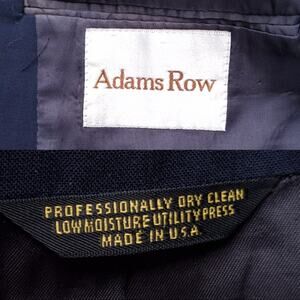 Adams Row
PROFESSIONALLY DRY CLEAN
LOW MOISTURE UTILITY PRESS
MADE IN U.S.A.